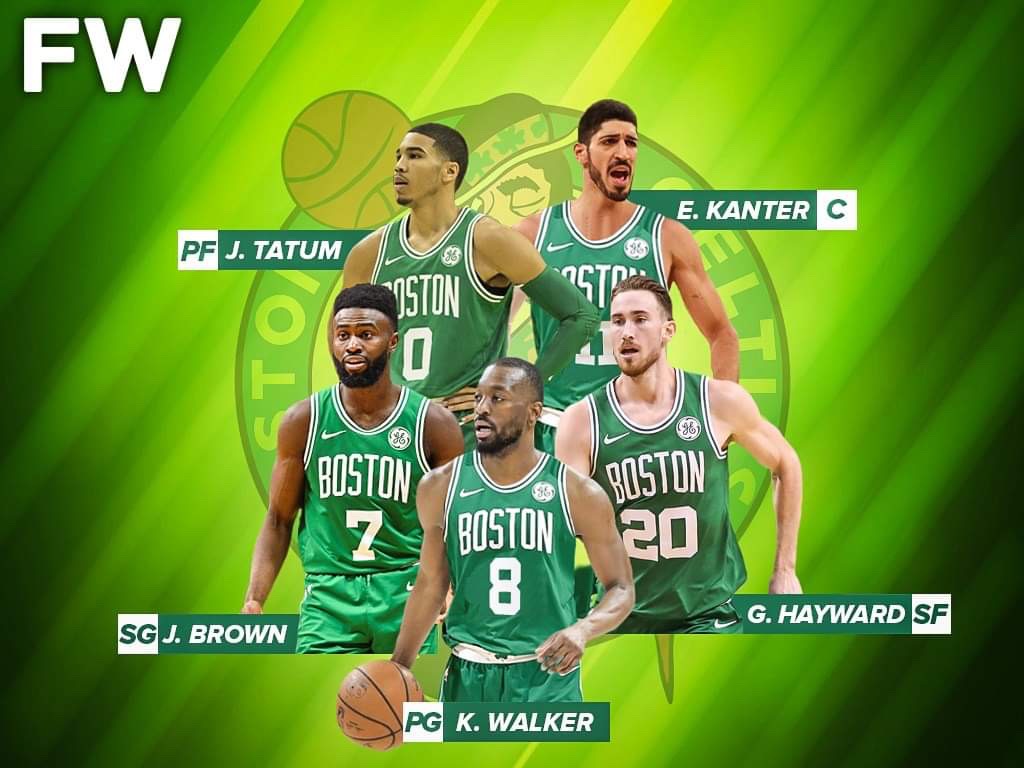 FW
E. KANTER C
PF J. TATUM
BOSTON
0
BOSTON
11
BOSTON
7
BOSTON
8
BOSTON
20
G. HAYWARD SF
SG J. BROWN
PG K. WALKER